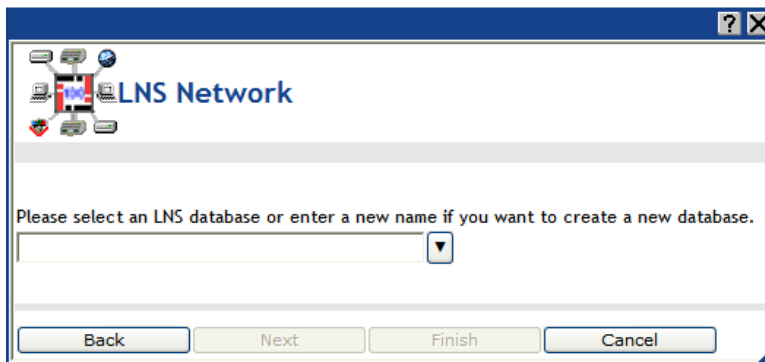 ?
LNS Network
Please select an LNS database or enter a new name if you want to create a new database.
Back Next Finish Cancel